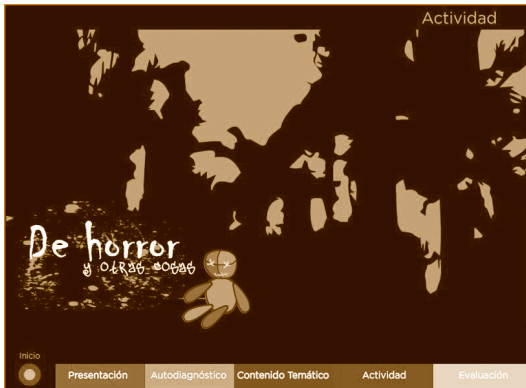 Actividad
De horror
y otras cosas
Inicio
Presentación
Autodiagnóstico
Contenido Temático
Actividad
Evaluación